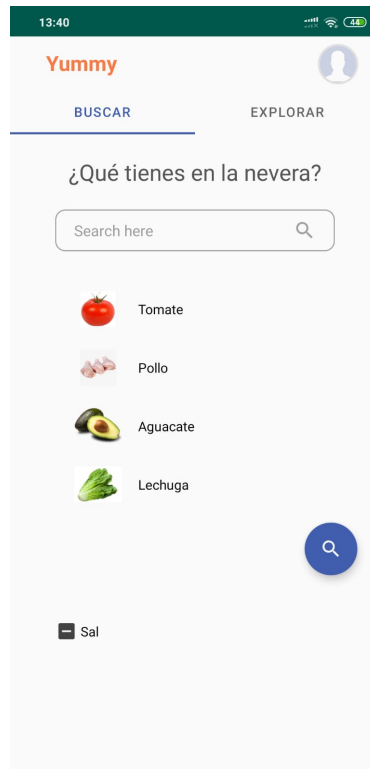 13:40
44
Yummy
BUSCAR EXPLORAR
¿Qué tienes en la nevera?
Search here
Tomate
Pollo
Aguacate
Lechuga
Sal